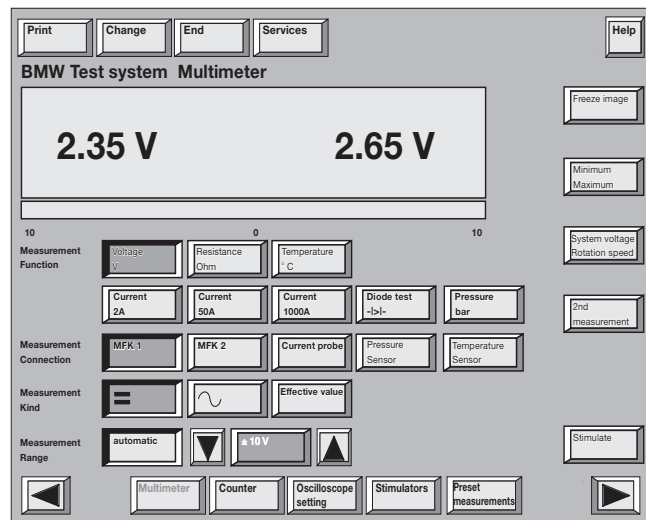 Print Change End Services Help
BMW Test system Multimeter
2.35 V 2.65 V
Freeze image
Minimum
Maximum
10 0 10
System voltage
Rotation speed
Measurement
Function
Voltage
V
Resistance
Ohm
Temperature
° C
Current
2A
Current
50A
Current
1000A
Diode test
-l>l-
Pressure
bar
2nd
measurement
Measurement
Connection
MFK 1
MFK 2
Current probe
Pressure
Sensor
Temperature
Sensor
Measurement
Kind
Effective value
Measurement
Range
automatic
± 10 V
Stimulate
Multimeter
Counter
Oscilloscope
setting
Stimulators
Preset
measurements